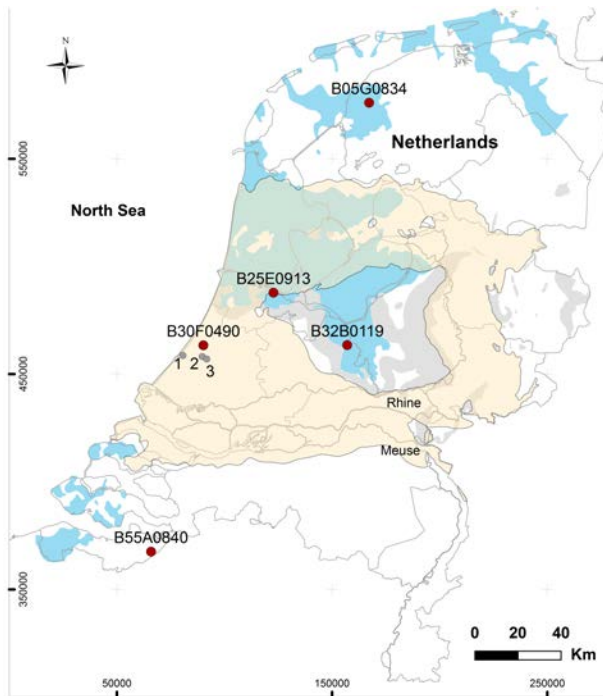 N
B05G0834
Netherlands
550000
North Sea
B25E0913
B30F0490
B32B0119
1 2 3
450000
Rhine
Meuse
B55A0840
350000
0 20 40
Km
50000 150000 250000